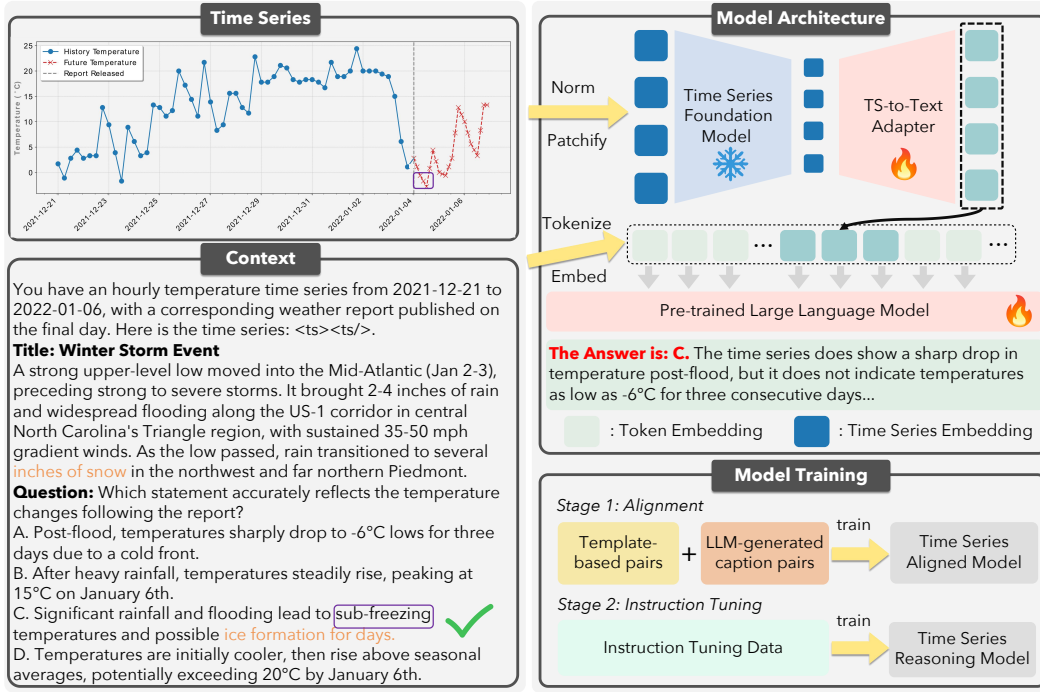 Time Series
History Temperature
Future Temperature
Report Released
Temperature (°C)
25
20
15
10
5
0
2021-12-21
2021-12-23
2021-12-25
2021-12-27
2021-12-29
2021-12-31
2022-01-02
2022-01-04
2022-01-06
Context
You have an hourly temperature time series from 2021-12-21 to
2022-01-06, with a corresponding weather report published on
the final day. Here is the time series: <ts><ts/>.
Title: Winter Storm Event
A strong upper-level low moved into the Mid-Atlantic (Jan 2-3),
preceding strong to severe storms. It brought 2-4 inches of rain
and widespread flooding along the US-1 corridor in central
North Carolina's Triangle region, with sustained 35-50 mph
gradient winds. As the low passed, rain transitioned to several
inches of snow in the northwest and far northern Piedmont.
Question: Which statement accurately reflects the temperature
changes following the report?
A. Post-flood, temperatures sharply drop to -6°C lows for three
days due to a cold front.
B. After heavy rainfall, temperatures steadily rise, peaking at
15°C on January 6th.
C. Significant rainfall and flooding lead to sub-freezing
temperatures and possible ice formation for days.
D. Temperatures are initially cooler, then rise above seasonal
averages, potentially exceeding 20°C by January 6th.
Model Architecture
Norm
Patchify
Time Series
Foundation
Model
TS-to-Text
Adapter
Tokenize
Embed
...
...
Pre-trained Large Language Model
The Answer is: C. The time series does show a sharp drop in
temperature post-flood, but it does not indicate temperatures
as low as -6°C for three consecutive days...
: Token Embedding
: Time Series Embedding
Model Training
Stage 1: Alignment
Template-
based pairs
+
LLM-generated
caption pairs
train
Time Series
Aligned Model
Stage 2: Instruction Tuning
Instruction Tuning Data
train
Time Series
Reasoning Model